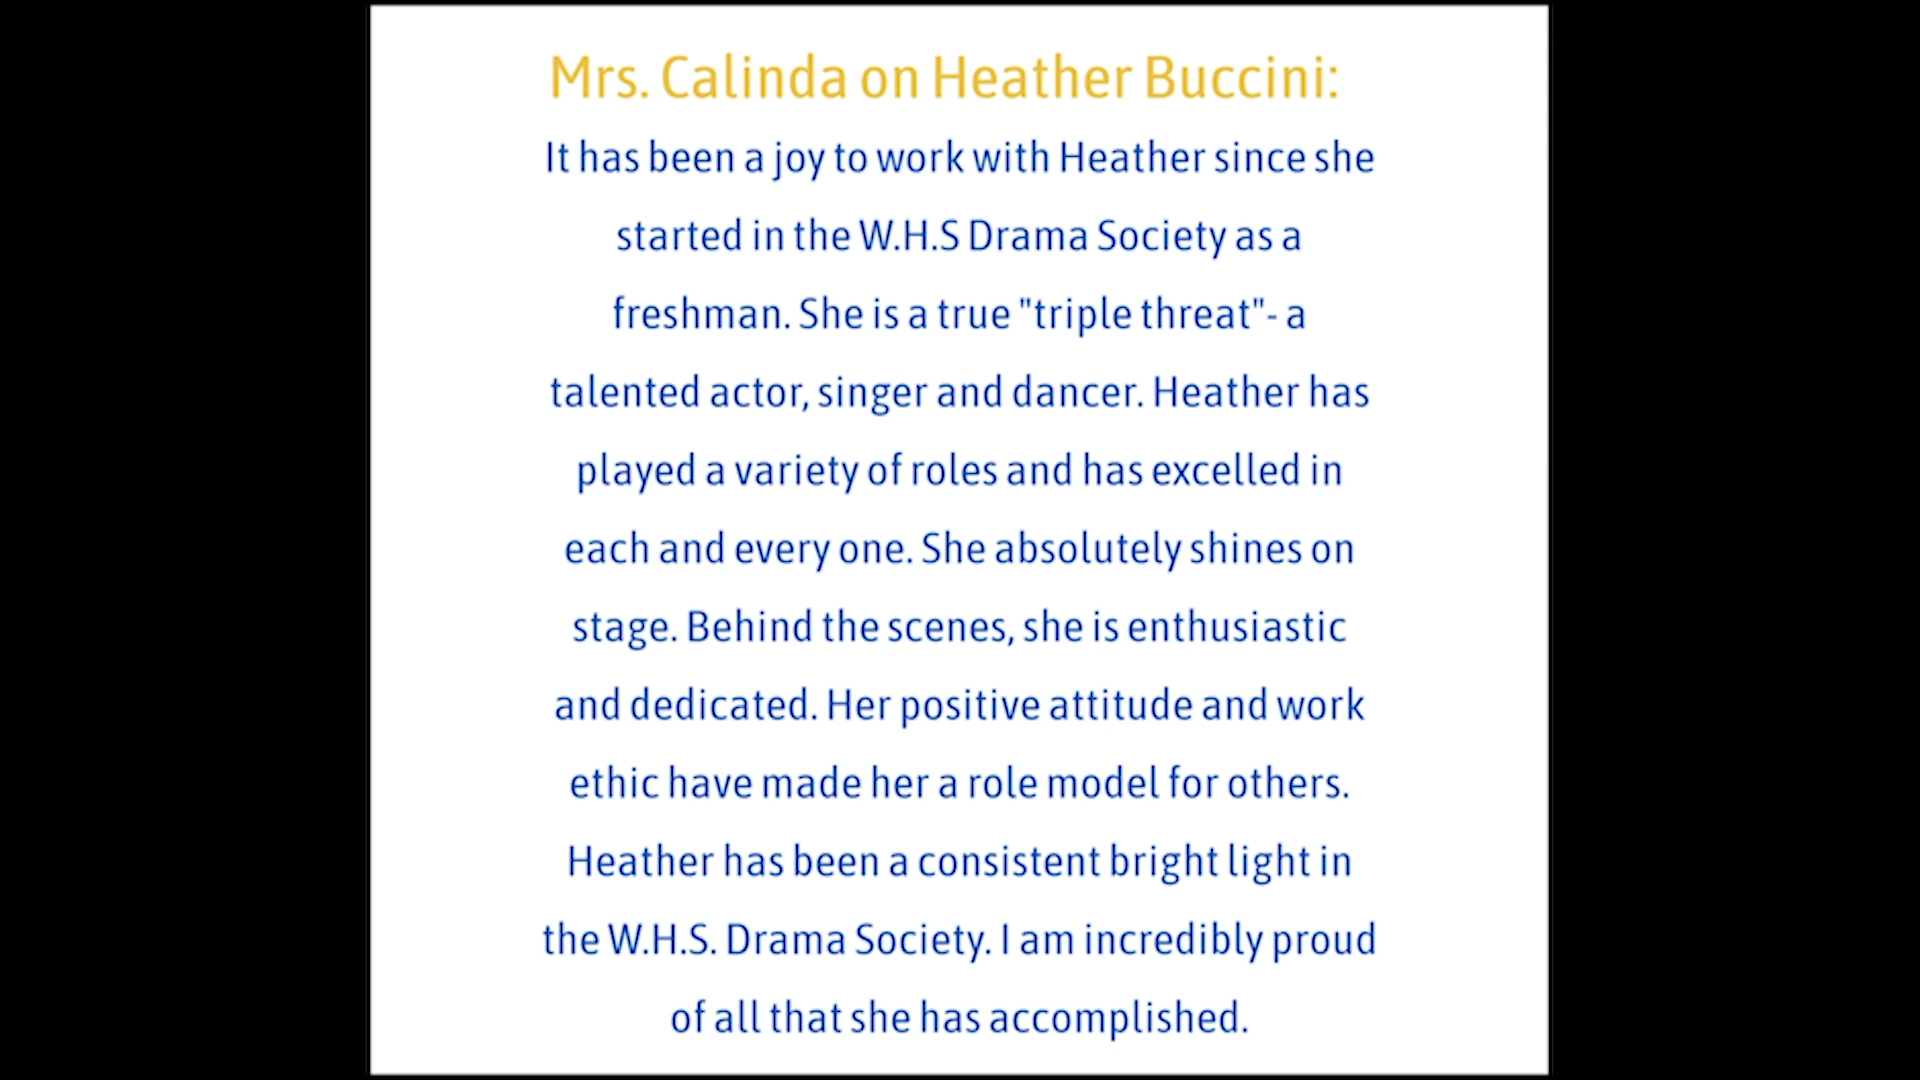 Mrs. Calinda on Heather Buccini:
It has been a joy to work with Heather since she
started in the W.H.S Drama Society as a
freshman. She is a true "triple threat"- a
talented actor, singer and dancer. Heather has
played a variety of roles and has excelled in
each and every one. She absolutely shines on
stage. Behind the scenes, she is enthusiastic
and dedicated. Her positive attitude and work
ethic have made her a role model for others.
Heather has been a consistent bright light in
the W.H.S. Drama Society. I am incredibly proud
of all that she has accomplished.